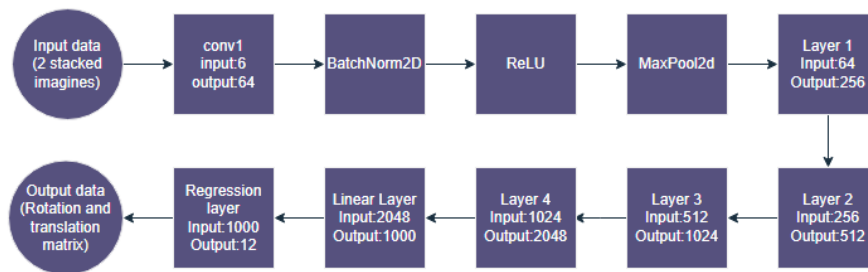 Input data
(2 stacked
imagines)
conv1
input:6
output:64
BatchNorm2D
ReLU
MaxPool2d
Layer 1
Input:64
Output:256
Layer 2
Input:256
Output:512
Layer 3
Input:512
Output:1024
Layer 4
Input:1024
Output:2048
Linear Layer
Input:2048
Output:1000
Regression
layer
Input:1000
Output:12
Output data
(Rotation and
translation
matrix)